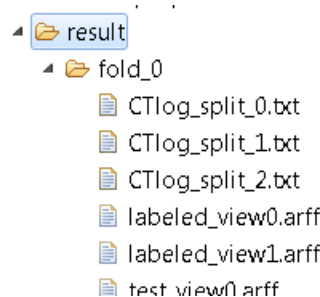 result
fold_0
CTlog_split_0.txt
CTlog_split_1.txt
CTlog_split_2.txt
labeled_view0.arff
labeled_view1.arff
test_view0.arff